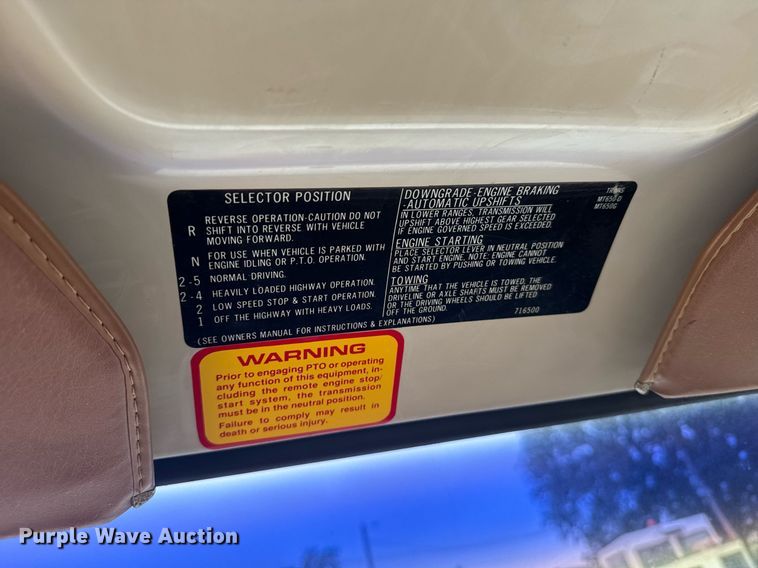 SELECTOR POSITION
R REVERSE OPERATION-CAUTION DO NOT
SHIFT INTO REVERSE WITH VEHICLE
MOVING FORWARD.
N FOR USE WHEN VEHICLE IS PARKED WITH
ENGINE IDLING OR P.T.O. OPERATION.
2-5 NORMAL DRIVING.
2-4 HEAVILY LOADED HIGHWAY OPERATION.
2 LOW SPEED STOP & START OPERATION.
1 OFF THE HIGHWAY WITH HEAVY LOADS.
(SEE OWNERS MANUAL FOR INSTRUCTIONS & EXPLANATIONS)
DOWNGRADE-ENGINE BRAKING
-AUTOMATIC UPSHIFTS
IN LOWER RANGES, TRANSMISSION WILL
UPSHIFT ABOVE HIGHEST GEAR SELECTED
IF ENGINE GOVERNED SPEED IS EXCEEDED.
ENGINE STARTING
PLACE SELECTOR LEVER IN NEUTRAL POSITION
AND START ENGINE. NOTE: ENGINE CANNOT
BE STARTED BY PUSHING OR TOWING VEHICLE.
TOWING
ANYTIME THAT THE VEHICLE IS TOWED, THE
DRIVELINE OR AXLE SHAFTS MUST BE REMOVED
OR THE DRIVING WHEELS SHOULD BE LIFTED
OFF THE GROUND.
716500
WARNING
Prior to engaging PTO or operating
any function of this equipment, in-
cluding the remote engine stop/
start system, the transmission
must be in the neutral position.
Failure to comply may result in
death or serious injury.
Purple Wave Auction